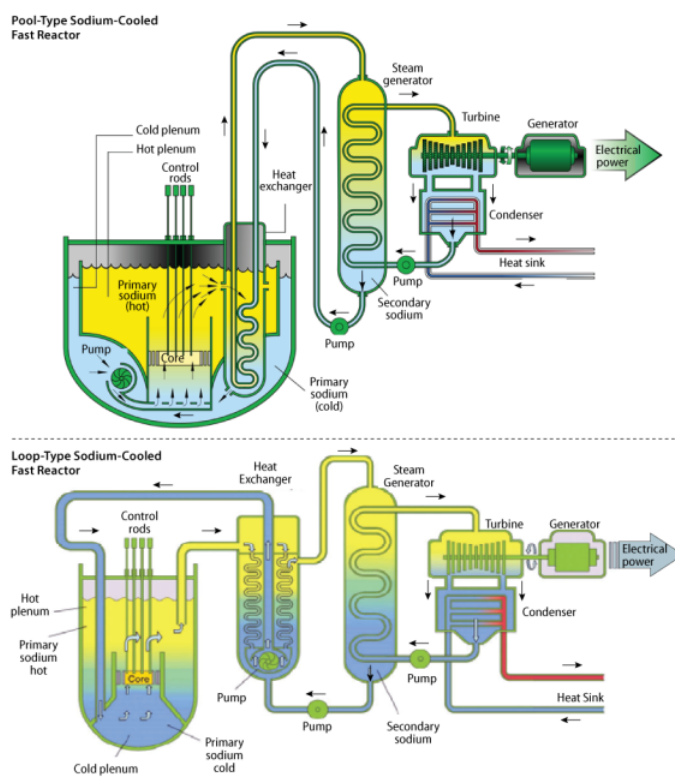 Pool-Type Sodium-Cooled
Fast Reactor
Steam
generator
Turbine
Generator
Electrical
power
Cold plenum
Hot plenum
Control
rods
Heat
exchanger
Condenser
Heat sink
Pump
Primary
sodium
(hot)
Secondary
sodium
Pump
Pump
Core
Primary
sodium
(cold)
Loop-Type Sodium-Cooled
Fast Reactor
Heat
Exchanger
Steam
Generator
Control
rods
Turbine
Generator
Electrical
power
Hot
plenum
Condenser
Primary
sodium
hot
Core
Pump
Pump
Pump
Heat Sink
Secondary
sodium
Primary
sodium
cold
Cold plenum